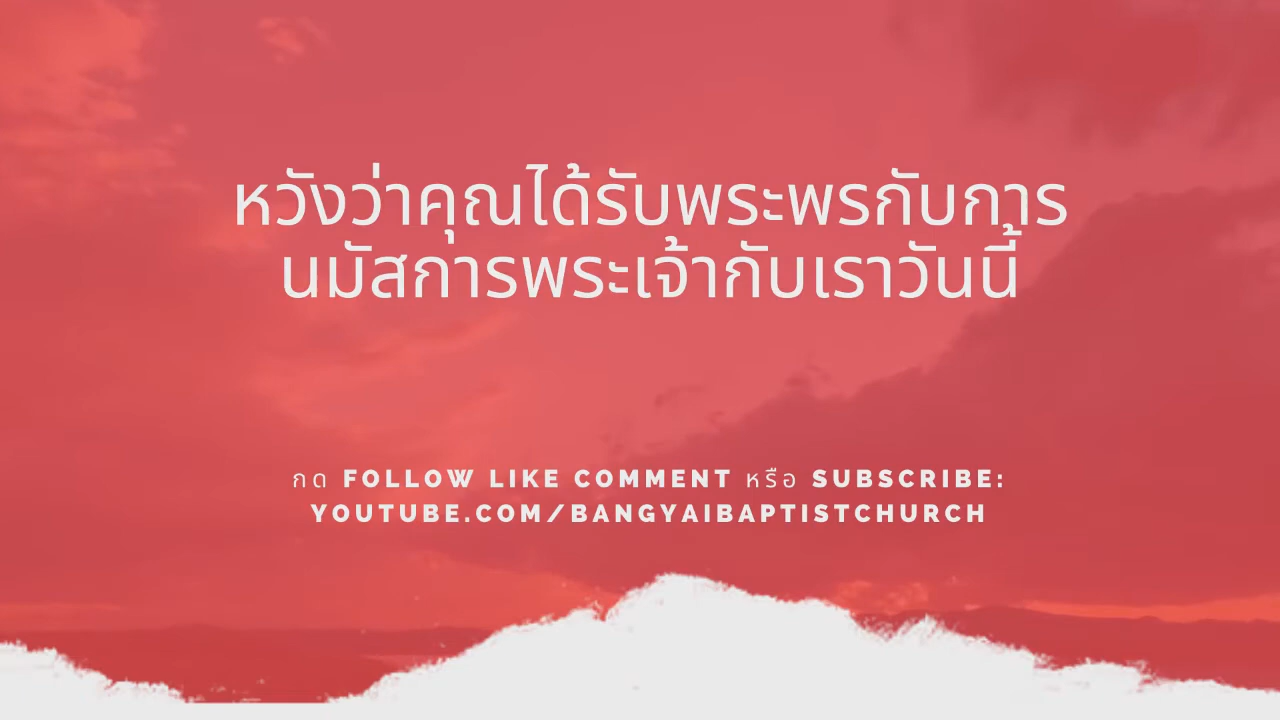 หวังว่าคุณได้รับพระพรกับการ
นมัสการพระเจ้ากับเราวันนี้
กด FOLLOW LIKE COMMENT หรือ SUBSCRIBE:
YOUTUBE.COM/BANGYAIBAPTISTCHURCH